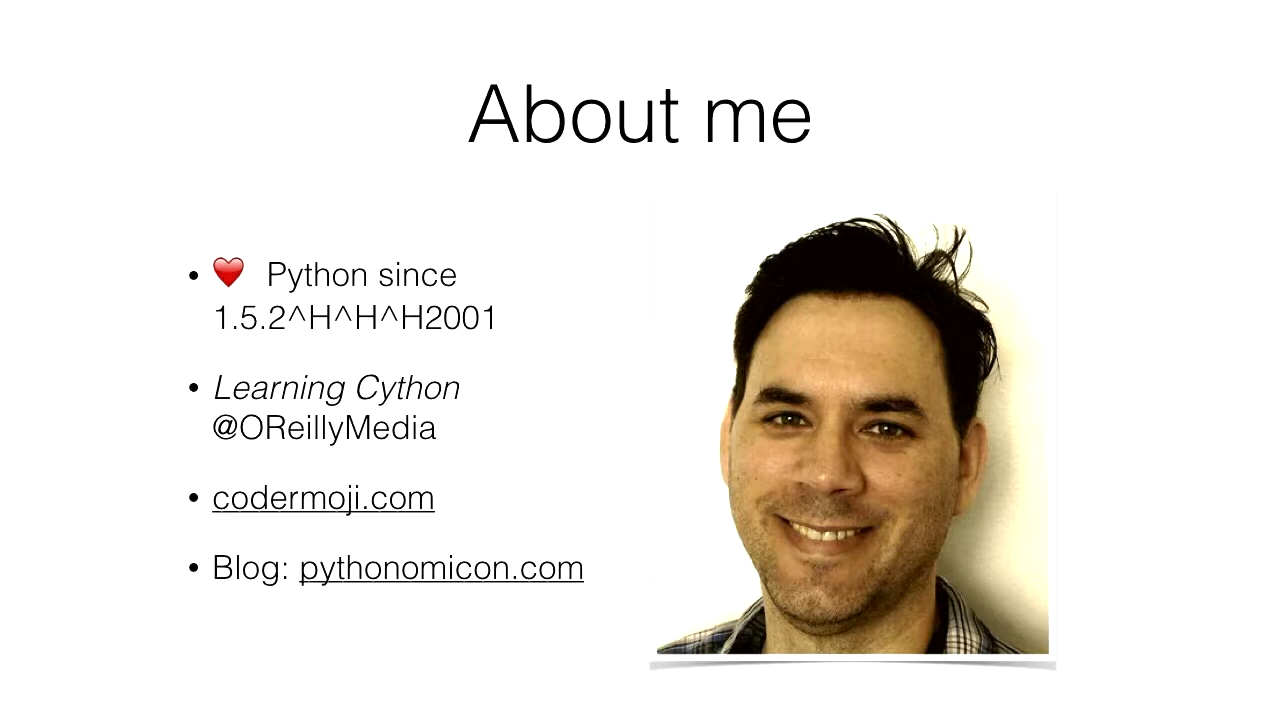 About me
• ❤️ Python since
1.5.2^H^H^H2001
• Learning Cython
@OReillyMedia
• codermoji.com
• Blog: pythonomicon.com